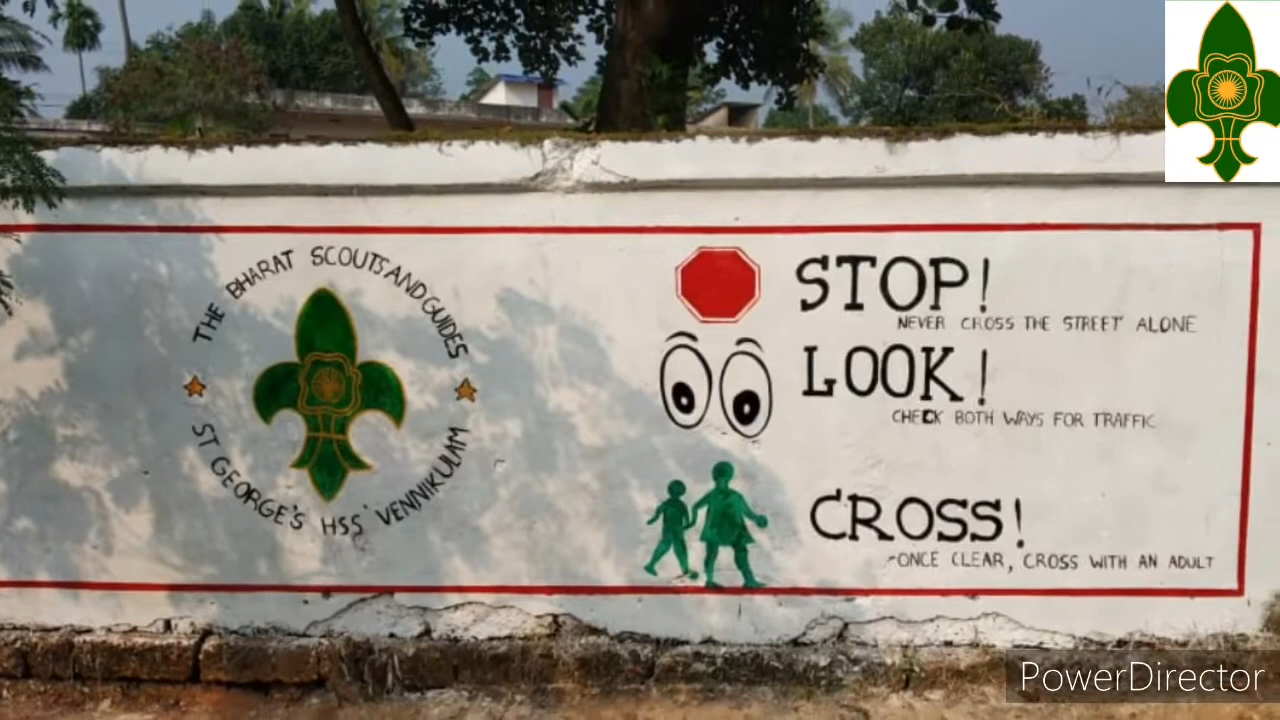 THE BHARAT SCOUTS AND GUIDES
ST GEORGE'S HSS VENNIKULAM
STOP!
NEVER CROSS THE STREET ALONE
LOOK!
CHECK BOTH WAYS FOR TRAFFIC
CROSS!
-ONCE CLEAR, CROSS WITH AN ADULT
PowerDirector